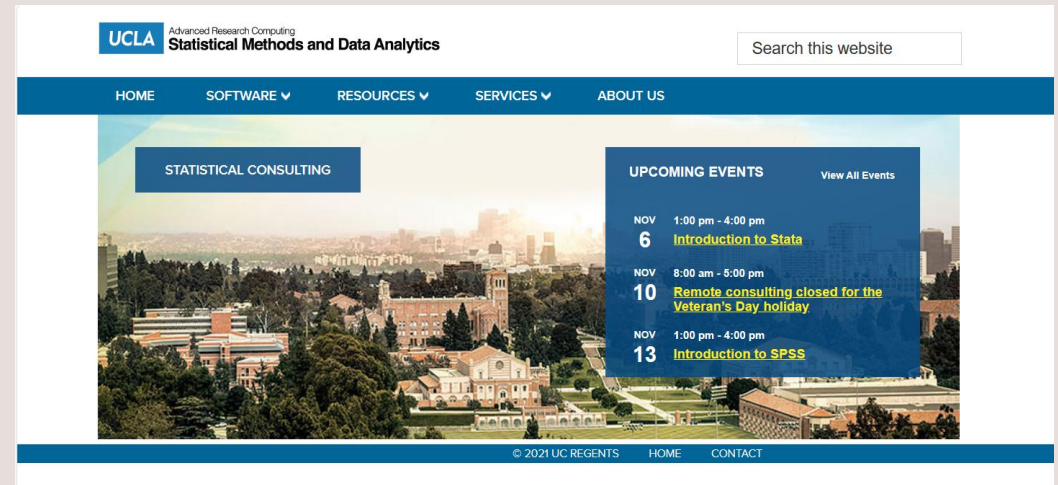 UCLA
Advanced Research Computing
Statistical Methods and Data Analytics
Search this website
HOME SOFTWARE RESOURCES SERVICES ABOUT US
STATISTICAL CONSULTING
UPCOMING EVENTS View All Events
NOV 1:00 pm - 4:00 pm
6 Introduction to Stata
NOV 8:00 am - 5:00 pm
10 Remote consulting closed for the
Veteran's Day holiday
NOV 1:00 pm - 4:00 pm
13 Introduction to SPSS
© 2021 UC REGENTS HOME CONTACT